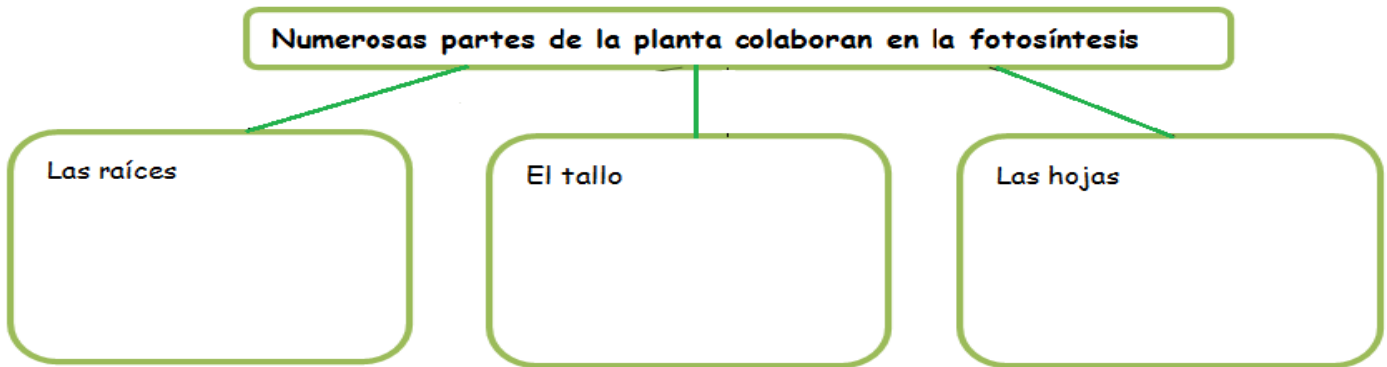 Numerosas partes de la planta colaboran en la fotosíntesis
Las raíces
El tallo
Las hojas